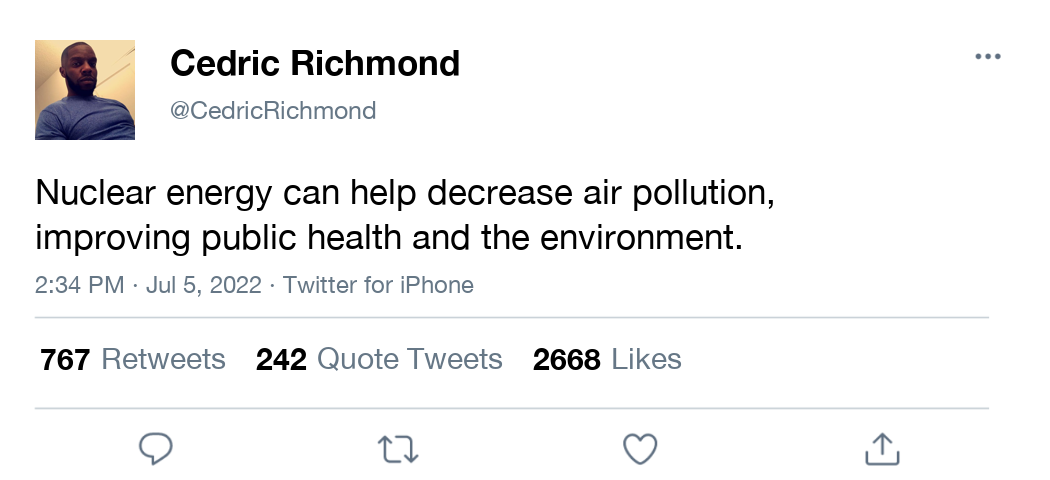 Cedric Richmond
@CedricRichmond
Nuclear energy can help decrease air pollution,
improving public health and the environment.
2:34 PM · Jul 5, 2022 · Twitter for iPhone
767 Retweets 242 Quote Tweets 2668 Likes